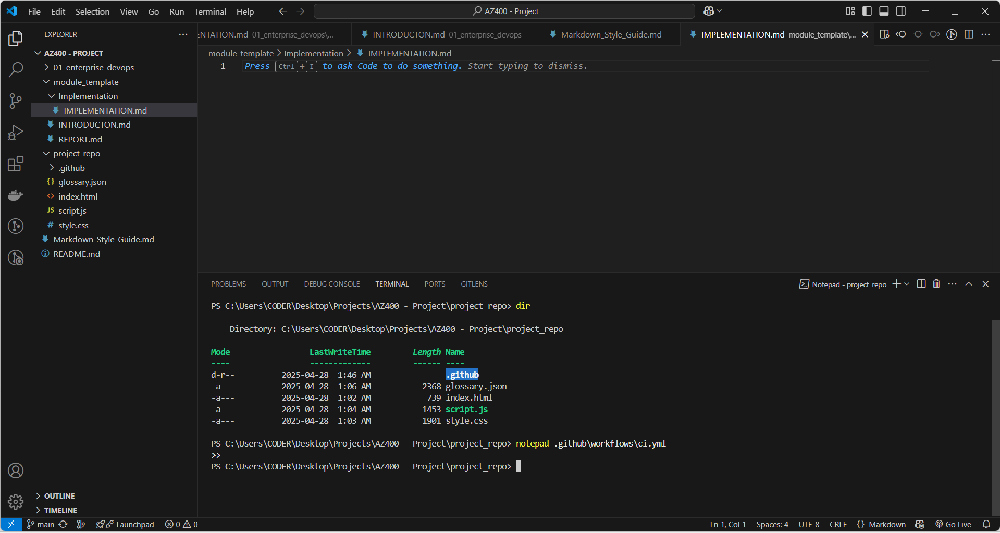 File Edit Selection View Go Run Terminal Help
AZ400 - Project
EXPLORER
ENTATION.md 01_enterprise_devops\...
INTRODUCTON.md 01_enterprise_devops
Markdown_Style_Guide.md
IMPLEMENTATION.md module_template\...
AZ400 - PROJECT
01_enterprise_devops
module_template
Implementation
IMPLEMENTATION.md
INTRODUCTON.md
REPORT.md
project_repo
.github
{} glossary.json
<> index.html
JS script.js
# style.css
Markdown_Style_Guide.md
README.md
OUTLINE
TIMELINE
module_template > Implementation > IMPLEMENTATION.md
1 Press Ctrl+I to ask Code to do something. Start typing to dismiss.
PROBLEMS OUTPUT DEBUG CONSOLE TERMINAL PORTS GITLENS
Notepad - project_repo
PS C:\Users\CODER\Desktop\Projects\AZ400 - Project\project_repo> dir
Directory: C:\Users\CODER\Desktop\Projects\AZ400 - Project\project_repo
Mode LastWriteTime Length Name
---- ------------- ------ ----
d-r-- 2025-04-28 1:46 AM .github
-a--- 2025-04-28 1:06 AM 2368 glossary.json
-a--- 2025-04-28 1:02 AM 739 index.html
-a--- 2025-04-28 1:04 AM 1453 script.js
-a--- 2025-04-28 1:03 AM 1901 style.css
PS C:\Users\CODER\Desktop\Projects\AZ400 - Project\project_repo> notepad .github\workflows\ci.yml
>>
PS C:\Users\CODER\Desktop\Projects\AZ400 - Project\project_repo>
main Launchpad 0 0 Ln 1, Col 1 Spaces: 4 UTF-8 CRLF {} Markdown Go Live